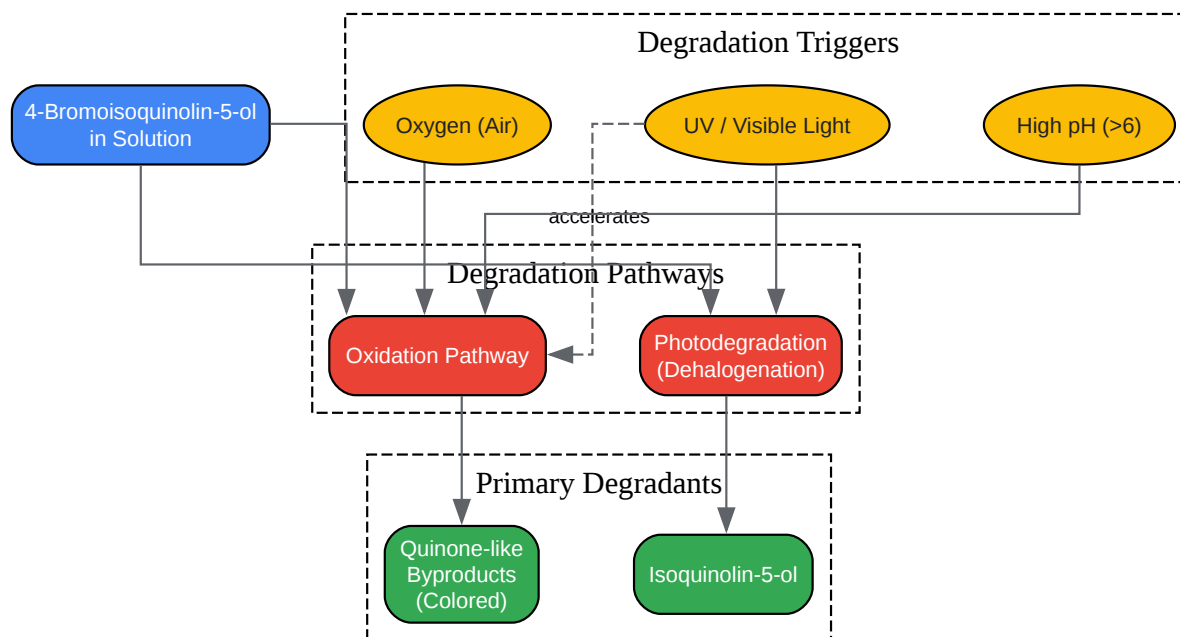 Degradation Triggers
4-Bromoisoquinolin-5-ol
in Solution
Oxygen (Air)
UV / Visible Light
High pH (>6)
accelerates
Degradation Pathways
Oxidation Pathway
Photodegradation
(Dehalogenation)
Primary Degradants
Quinone-like
Byproducts
(Colored)
Isoquinolin-5-ol